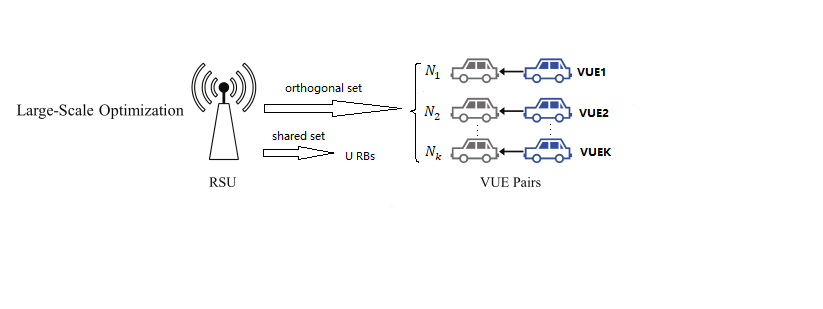 Large-Scale Optimization
orthogonal set
shared set
U RBs
RSU
N1
N2
Nk
VUE1
VUE2
VUEK
VUE Pairs